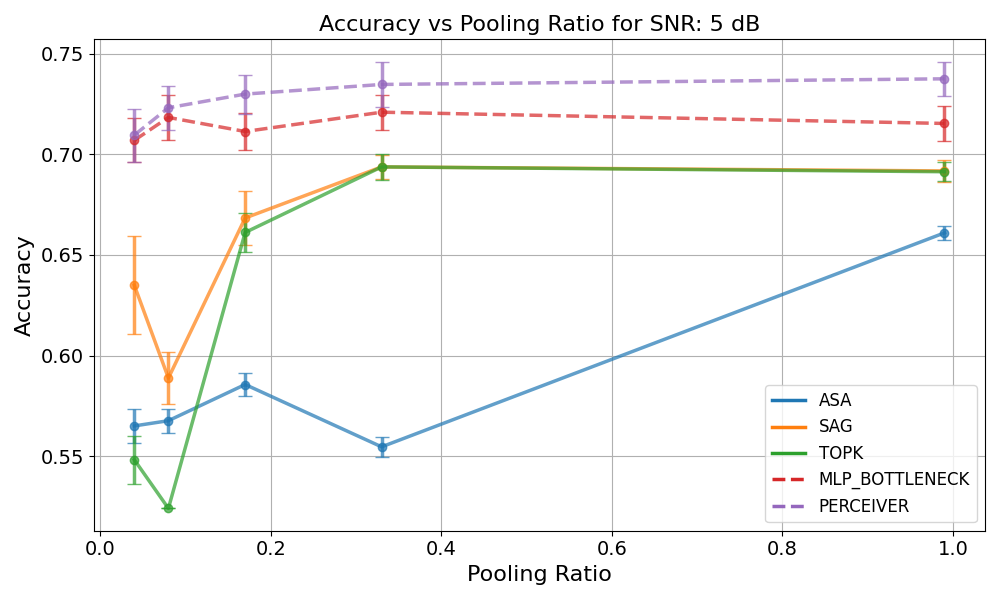 Accuracy vs Pooling Ratio for SNR: 5 dB
Accuracy
0.75
0.70
0.65
0.60
0.55
0.0
0.2
0.4
0.6
0.8
1.0
Pooling Ratio
ASA
SAG
TOPK
MLP_BOTTLENECK
PERCEIVER